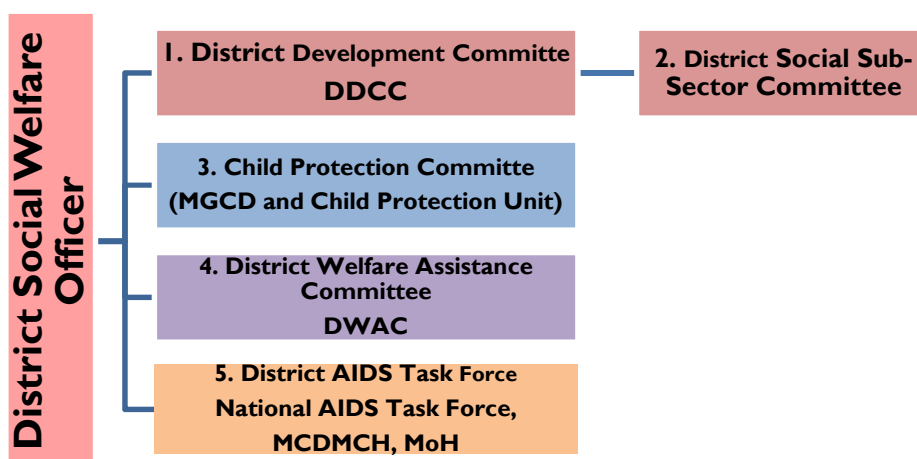 District Social Welfare
Officer
1. District Development Committe
DDCC
2. District Social Sub-
Sector Committee
3. Child Protection Committe
(MGCD and Child Protection Unit)
4. District Welfare Assistance
Committee
DWAC
5. District AIDS Task Force
National AIDS Task Force,
MCDMCH, MoH